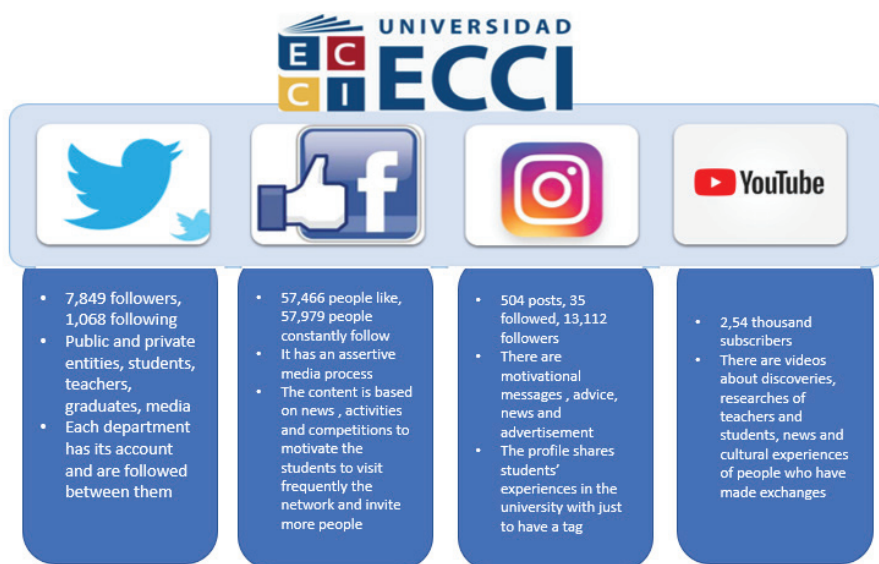 UNIVERSIDAD
EC
CI
ECCI
f
YouTube
• 7,849 followers,
1,068 following
• Public and private
entities, students,
teachers,
graduates, media
• Each department
has its account
and are followed
between them
• 57,466 people like,
57,979 people
constantly follow
• It has an assertive
media process
• The content is based
on news , activities
and competitions to
motivate the
students to visit
frequently the
network and invite
more people
• 504 posts, 35
followed, 13,112
followers
• There are
motivational
messages , advice,
news and
advertisement
• The profile shares
students’
experiences in the
university with just
to have a tag
• 2,54 thousand
subscribers
• There are videos
about discoveries,
researches of
teachers and
students, news and
cultural experiences
of people who have
made exchanges